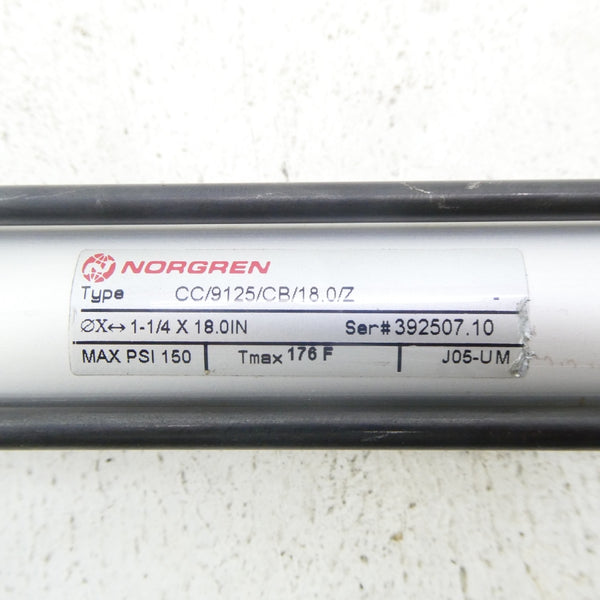 NORGREN
Type CC/9125/CB/18.0/Z -
∅X↔ 1-1/4 X 18.0IN Ser# 392507.10
MAX PSI 150 Tmax 176 F J05-UM